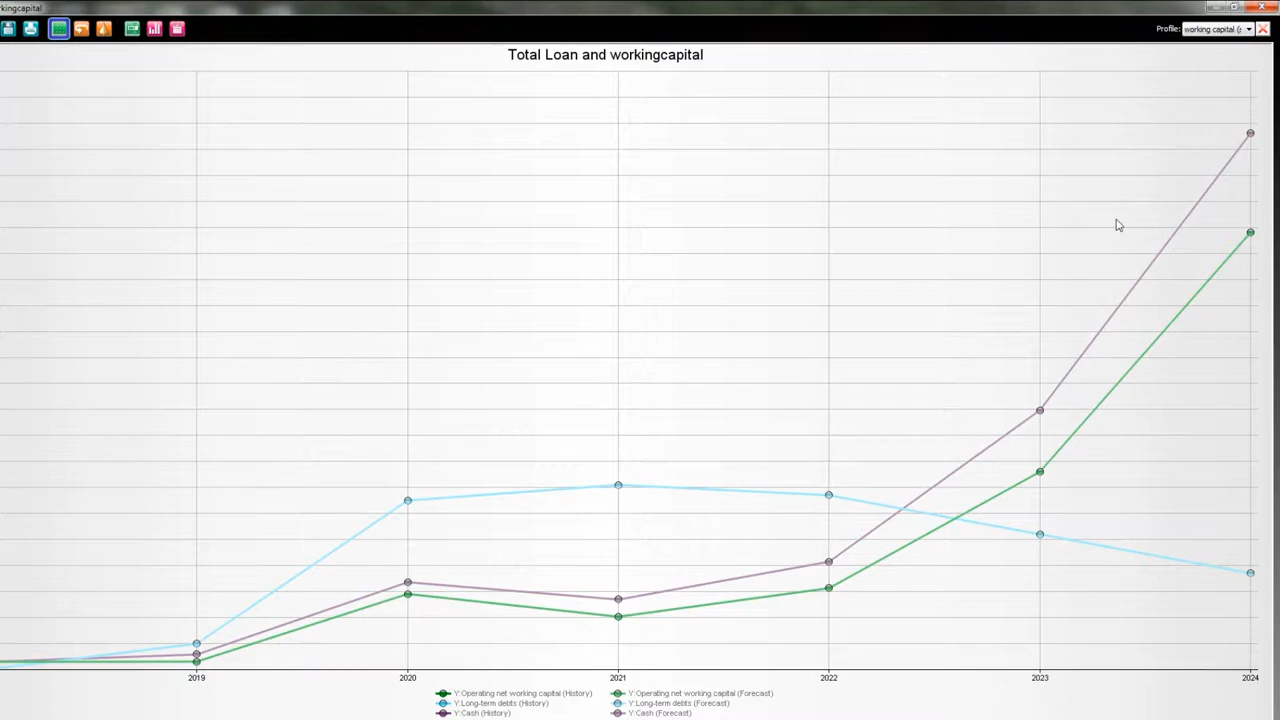 rkingcapital
Profile: working capital (s
Total Loan and workingcapital
2019 2020 2021 2022 2023 2024
Y:Operating net working capital (History) Y:Operating net working capital (Forecast)
Y:Long-term debts (History) Y:Long-term debts (Forecast)
Y:Cash (History) Y:Cash (Forecast)